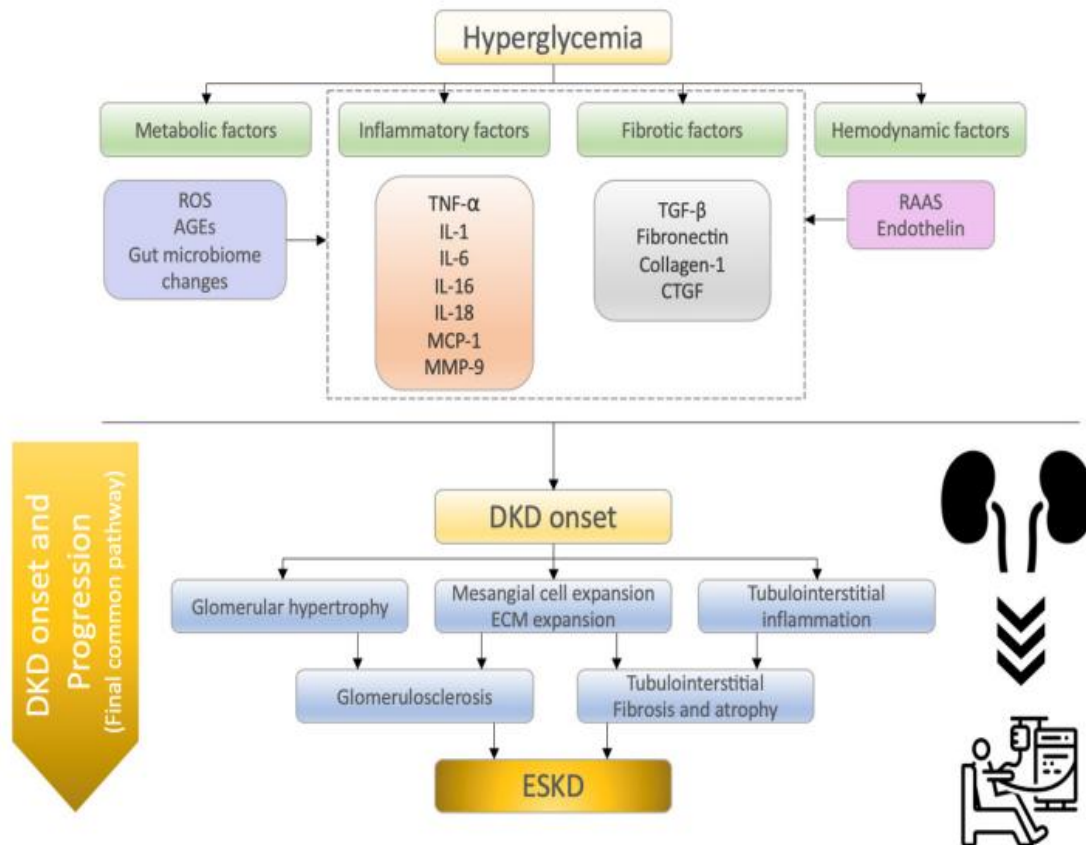 Hyperglycemia
Metabolic factors
Inflammatory factors
Fibrotic factors
Hemodynamic factors
ROS
AGEs
Gut microbiome
changes
TNF-α
IL-1
IL-6
IL-16
IL-18
MCP-1
MMP-9
TGF-β
Fibronectin
Collagen-1
CTGF
RAAS
Endothelin
DKD onset and
Progression
(Final common pathway)
DKD onset
Glomerular hypertrophy
Mesangial cell expansion
ECM expansion
Tubulointerstitial
inflammation
Glomerulosclerosis
Tubulointerstitial
Fibrosis and atrophy
ESKD